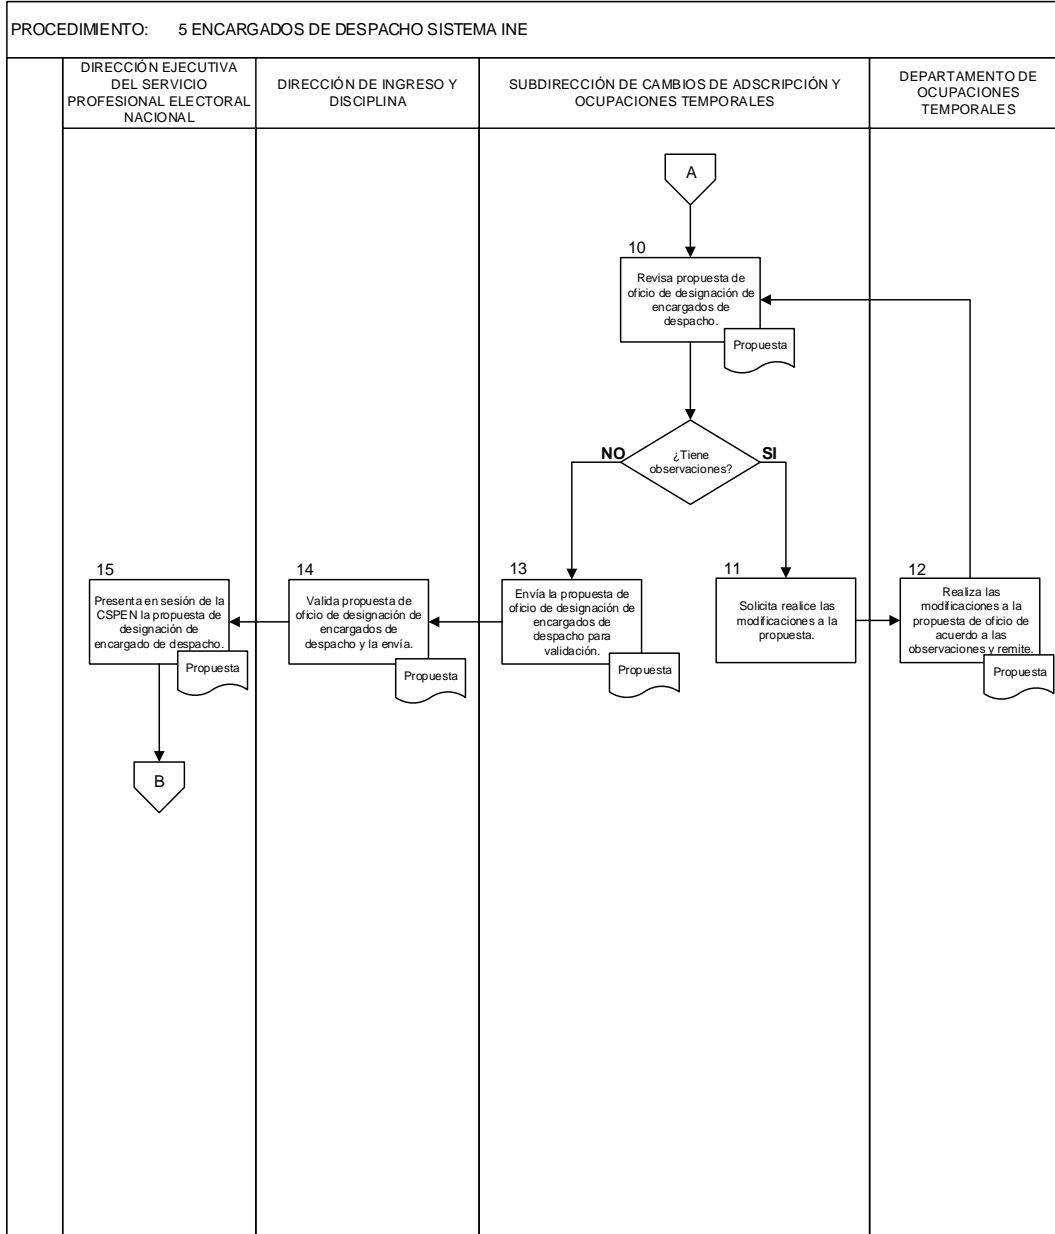 PROCEDIMIENTO: 5 ENCARGADOS DE DESPACHO SISTEMA INE
DIRECCIÓN EJECUTIVA
DEL SERVICIO
PROFESIONAL ELECTORAL
NACIONAL
DIRECCIÓN DE INGRESO Y
DISCIPLINA
SUBDIRECCIÓN DE CAMBIOS DE ADSCRIPCIÓN Y
OCUPACIONES TEMPORALES
DEPARTAMENTO DE
OCUPACIONES
TEMPORALES
A
10
Revisa propuesta de
oficio de designación de
encargados de
despacho.
Propuesta
¿Tiene
observaciones?
NO
SI
11
Solicita realice las
modificaciones a la
propuesta.
12
Realiza las
modificaciones a la
propuesta de oficio de
acuerdo a las
observaciones y remite.
Propuesta
13
Envía la propuesta de
oficio de designación de
encargados de
despacho para
validación.
Propuesta
14
Valida propuesta de
oficio de designación de
encargados de
despacho y la envía.
Propuesta
15
Presenta en sesión de la
CSPEN la propuesta de
designación de
encargado de despacho.
Propuesta
B